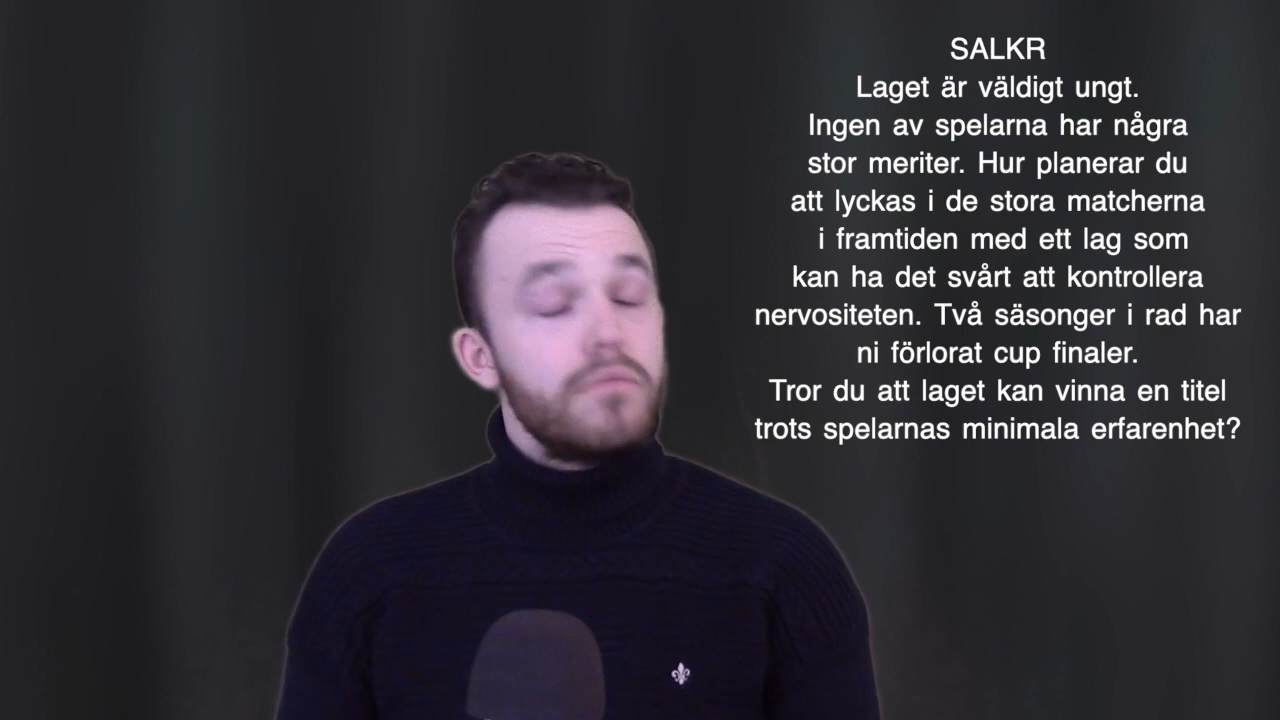 SALKR
Laget är väldigt ungt.
Ingen av spelarna har några
stor meriter. Hur planerar du
att lyckas i de stora matcherna
i framtiden med ett lag som
kan ha det svårt att kontrollera
nervositeten. Två säsonger i rad har
ni förlorat cup finaler.
Tror du att laget kan vinna en titel
trots spelarnas minimala erfarenhet?